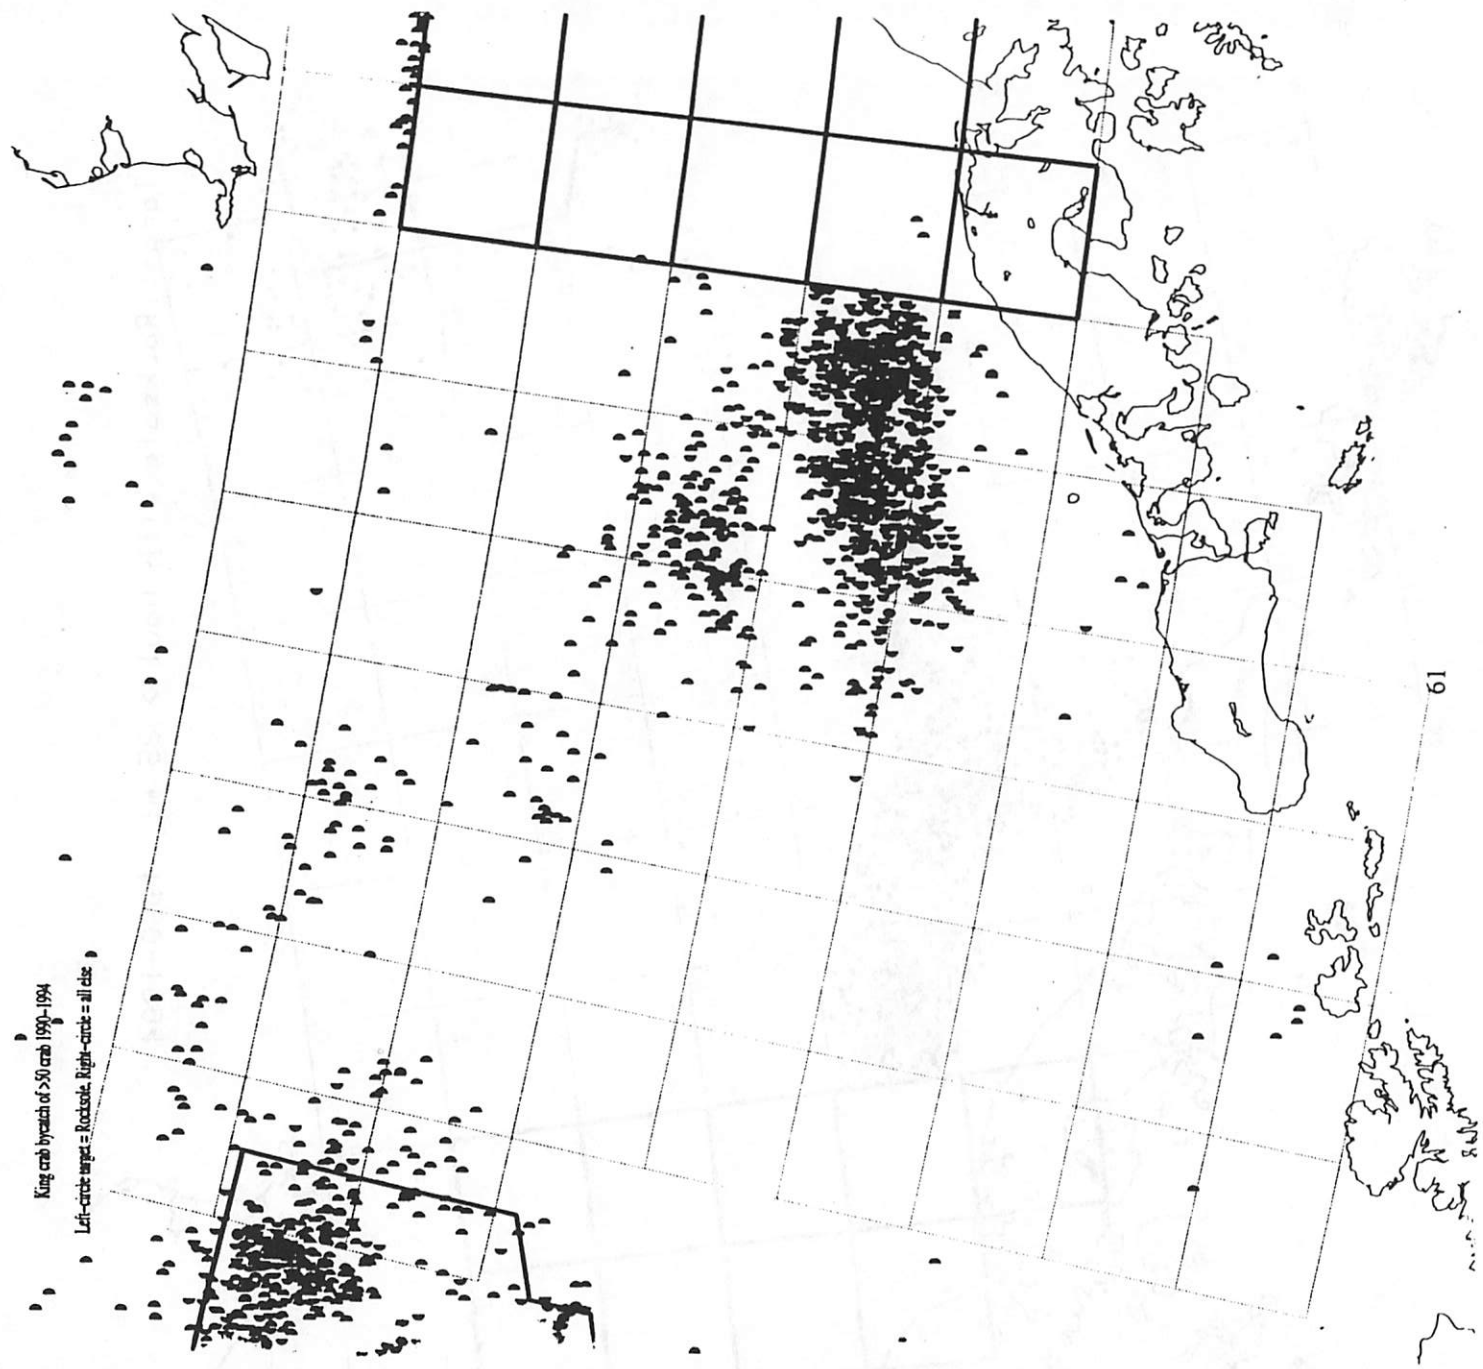 King crab bycatch of >50 crab 1990-1994
Left-circle target = Rocksole, Right-circle = all else
61